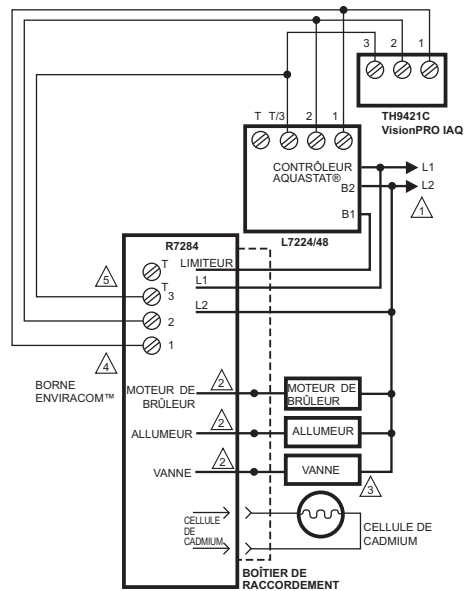 3 2 1
TH9421C
VisionPRO IAQ
T T/3 2 1
CONTRÔLEUR
AQUASTAT®
L1
B2
L2
1
B1
L7224/48
R7284
LIMITEUR
T
L1
5
T
3
L2
2
1
4
BORNE
ENVIRACOM™
MOTEUR DE
BRÛLEUR
2
MOTEUR DE
BRÛLEUR
ALLUMEUR
2
ALLUMEUR
VANNE
2
VANNE
3
CELLULE
DE
CADMIUM
CELLULE DE
CADMIUM
BOÎTIER DE
RACCORDEMENT